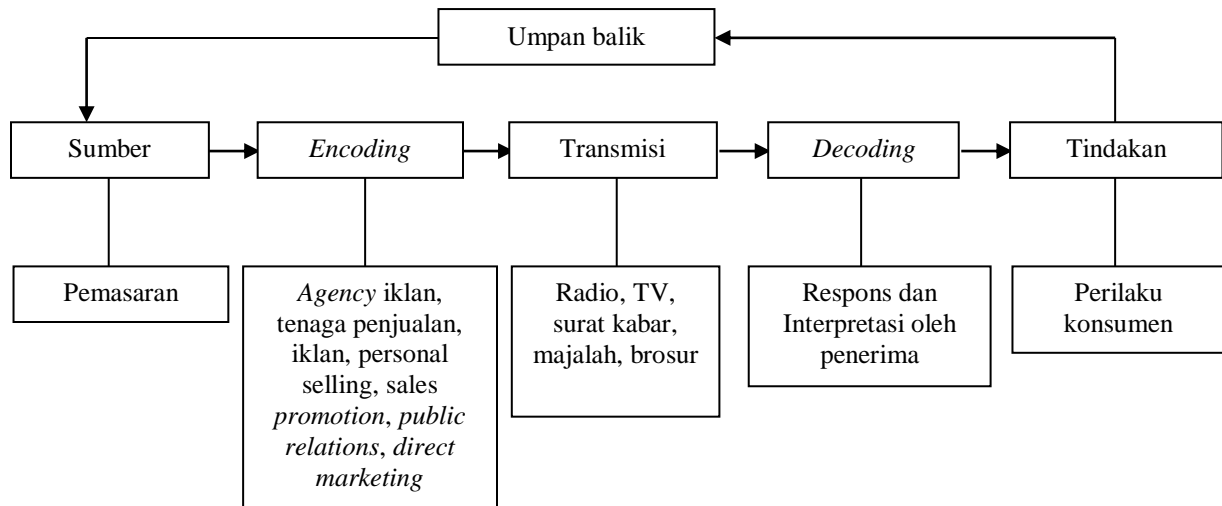 Umpan balik
Sumber
Encoding
Transmisi
Decoding
Tindakan
Pemasaran
Agency iklan,
tenaga penjualan,
iklan, personal
selling, sales
promotion, public
relations, direct
marketing
Radio, TV,
surat kabar,
majalah, brosur
Respons dan
Interpretasi oleh
penerima
Perilaku
konsumen